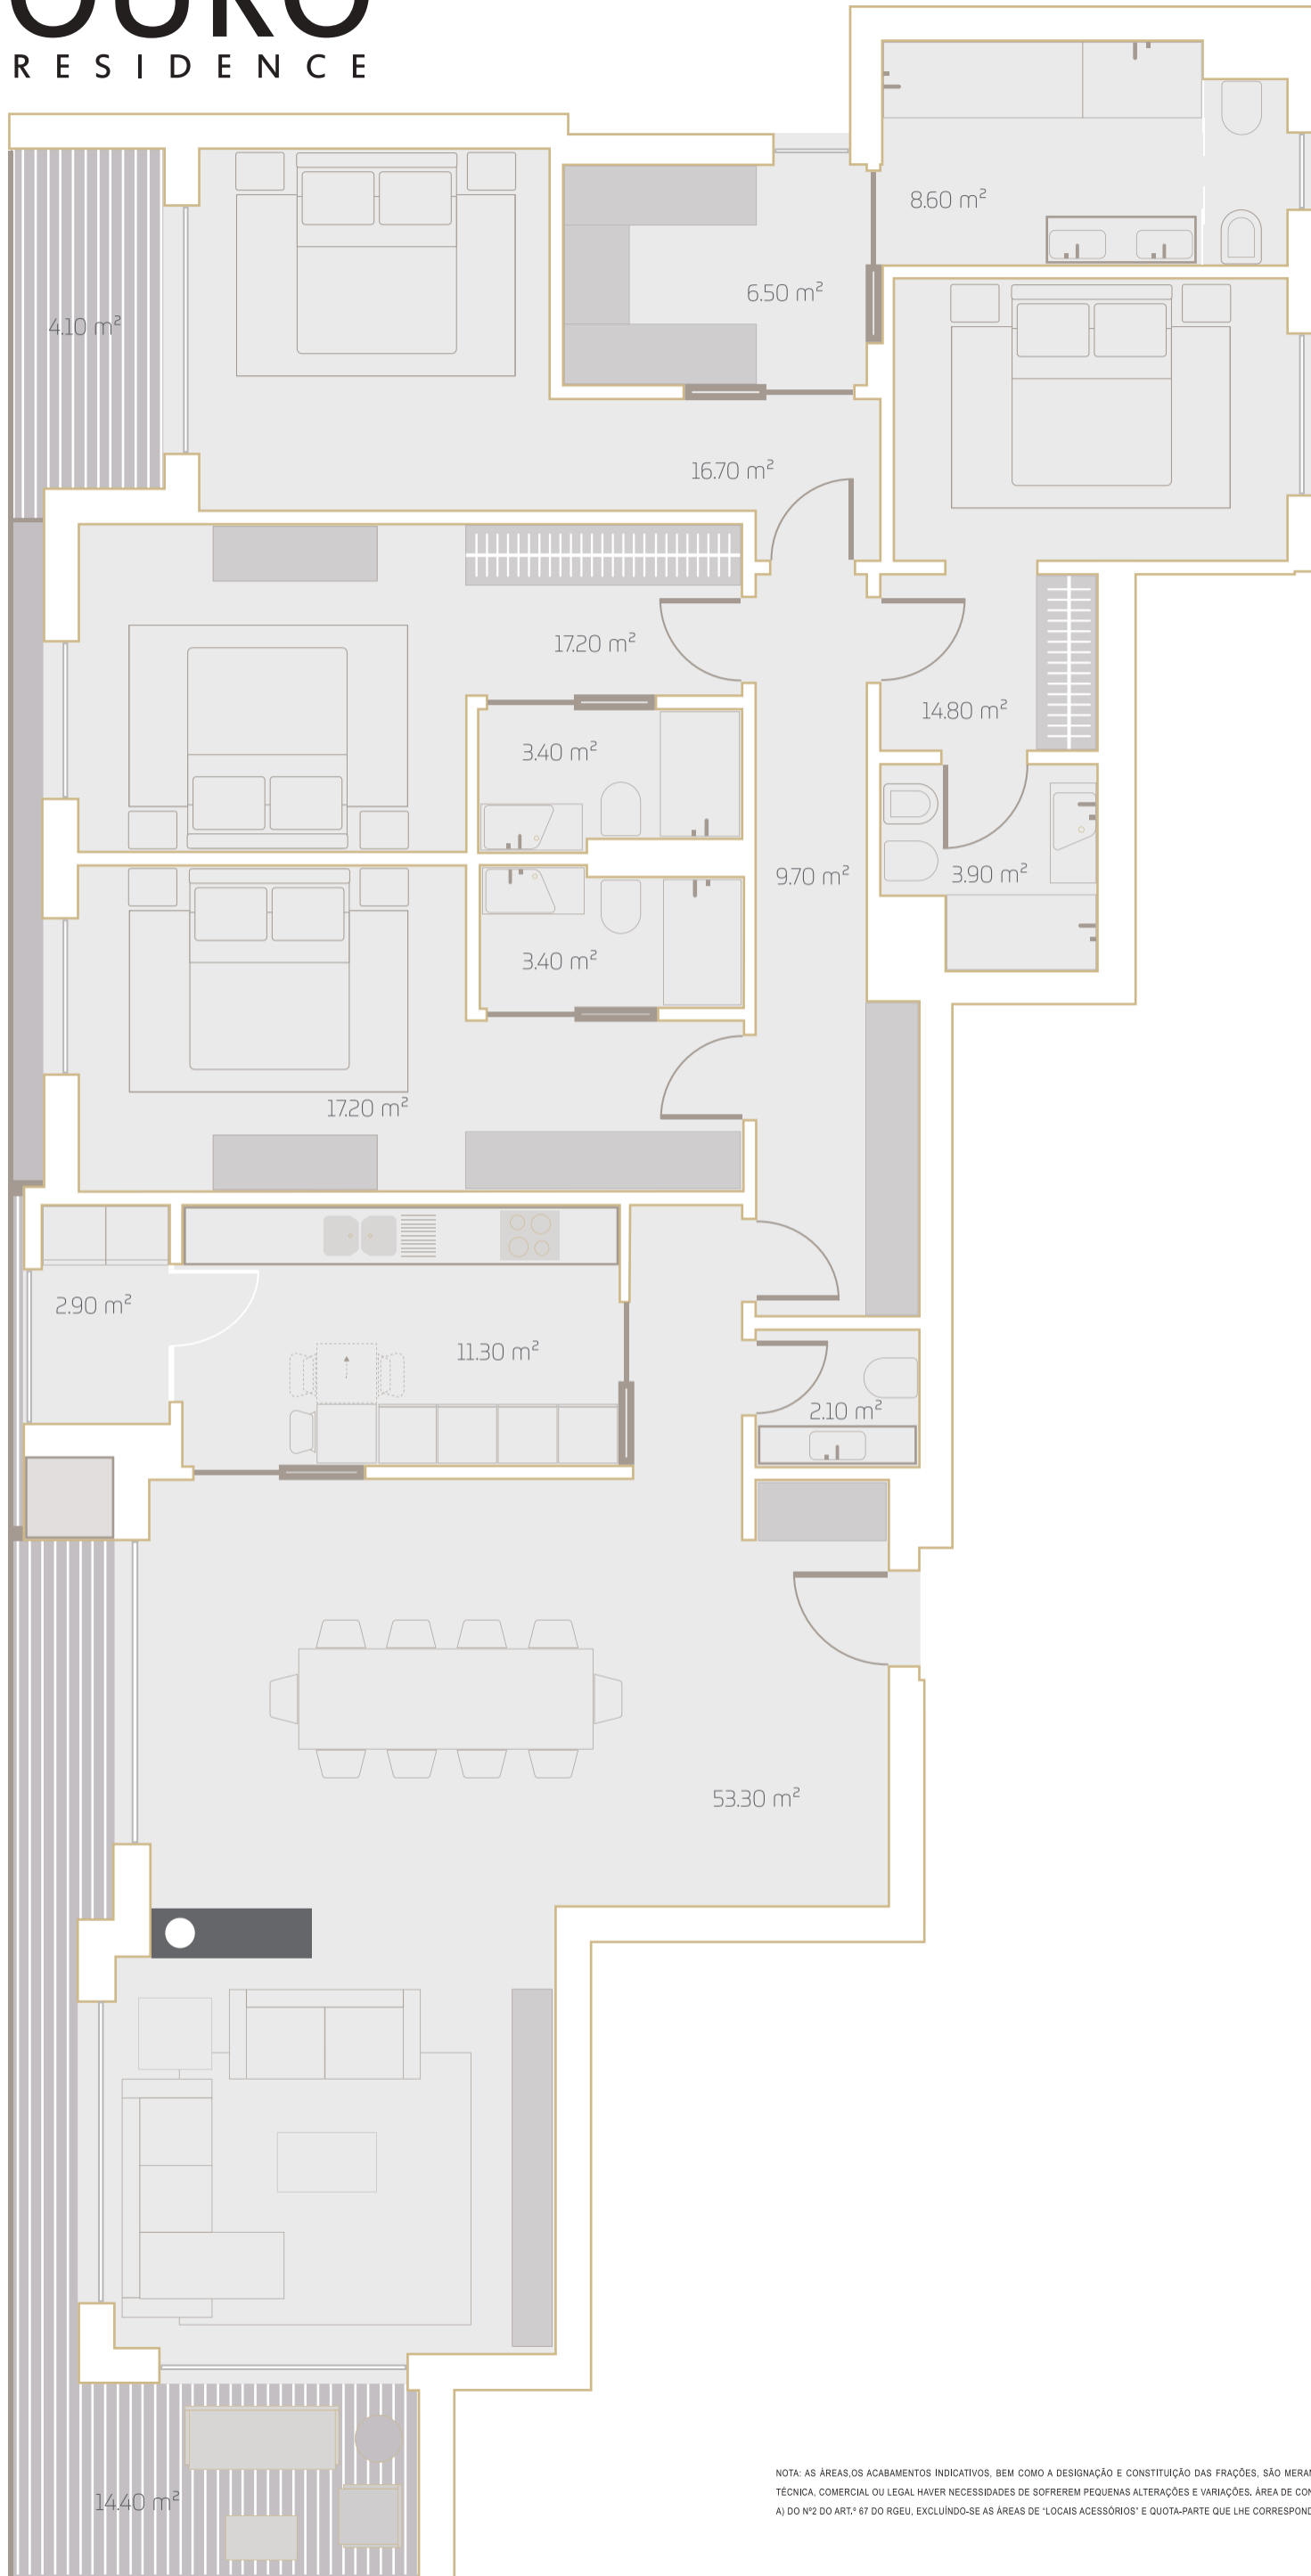 OURO
RESIDENCE
8.60 m²
6.50 m²
4.10 m²
16.70 m²
17.20 m²
14.80 m²
3.40 m²
3.90 m²
9.70 m²
3.40 m²
17.20 m²
2.90 m²
11.30 m²
2.10 m²
53.30 m²
14.40 m²
NOTA: AS ÁREAS,OS ACABAMENTOS INDICATIVOS, BEM COMO A DESIGNAÇÃO E CONSTITUIÇÃO DAS FRAÇÕES, SÃO
TÉCNICA, COMERCIAL OU LEGAL HAVER NECESSIDADES DE SOFREREM PEQUENAS ALTERAÇÕES E VARIAÇÕES. ÁREA DE
A) DO Nº2 DO ART.º 67 DO RGEU, EXCLUÍNDO-SE AS ÁREAS DE "LOCAIS ACESSÓRIOS" E QUOTA-PARTE QUE LHE